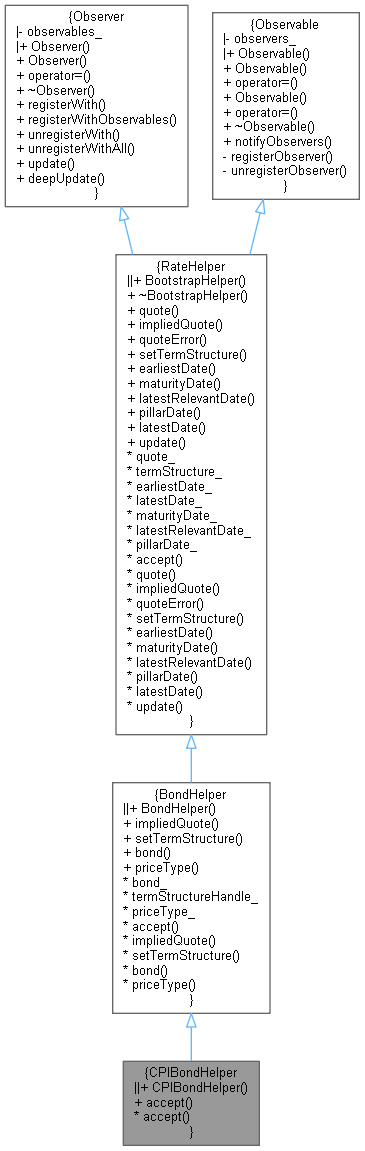 {Observer
|- observables_
|+ Observer()
+ Observer()
+ operator=()
+ ~Observer()
+ registerWith()
+ registerWithObservables()
+ unregisterWith()
+ unregisterWithAll()
+ update()
+ deepUpdate()
}
{Observable
|- observers_
|+ Observable()
+ Observable()
+ operator=()
+ Observable()
+ operator=()
+ ~Observable()
+ notifyObservers()
- registerObserver()
- unregisterObserver()
}
{RateHelper
||+ BootstrapHelper()
+ ~BootstrapHelper()
+ quote()
+ impliedQuote()
+ quoteError()
+ setTermStructure()
+ earliestDate()
+ maturityDate()
+ latestRelevantDate()
+ pillarDate()
+ latestDate()
+ update()
* quote_
* termStructure_
* earliestDate_
* latestDate_
* maturityDate_
* latestRelevantDate_
* pillarDate_
* accept()
* quote()
* impliedQuote()
* quoteError()
* setTermStructure()
* earliestDate()
* maturityDate()
* latestRelevantDate()
* pillarDate()
* latestDate()
* update()
}
{BondHelper
||+ BondHelper()
+ impliedQuote()
+ setTermStructure()
+ bond()
+ priceType()
* bond_
* termStructureHandle_
* priceType_
* accept()
* impliedQuote()
* setTermStructure()
* bond()
* priceType()
}
{CPIBondHelper
||+ CPIBondHelper()
+ accept()
* accept()
}